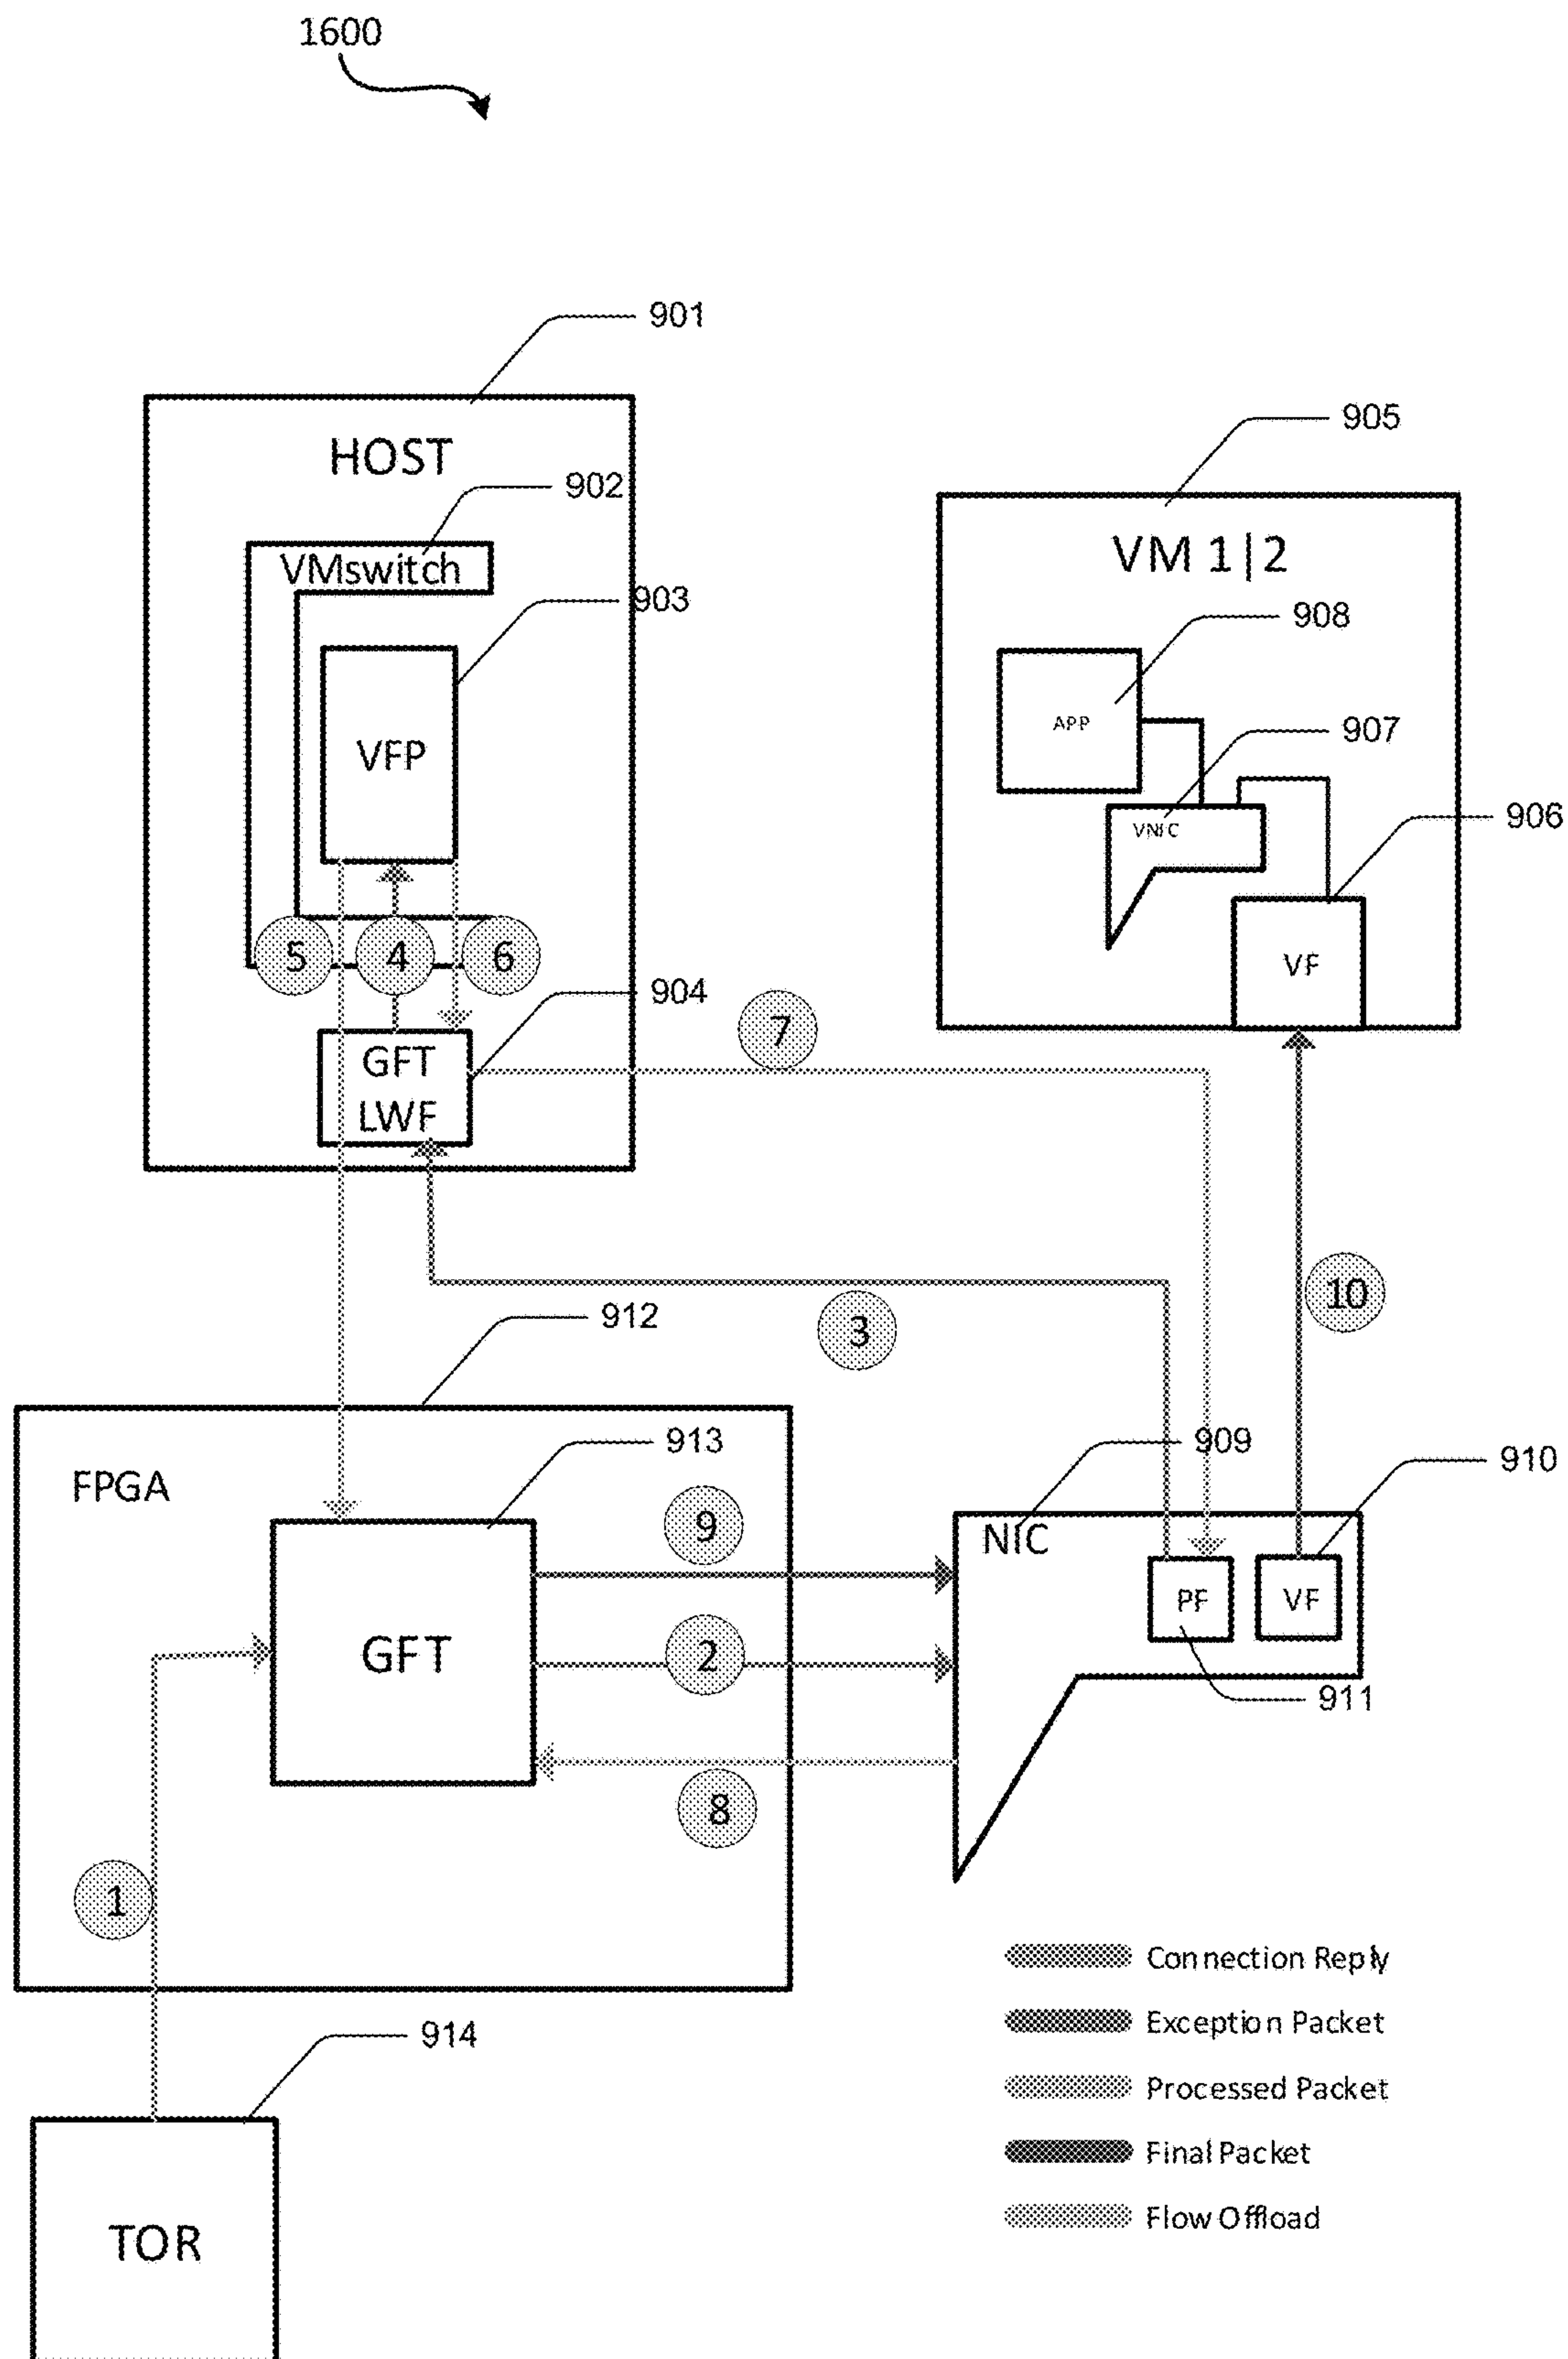 1600
901
HOST
902
VMswitch
903
VFP
5
4
6
904
GFT
LWF
905
VM 1|2
908
APP
907
VNIC
906
VF
7
3
10
912
FPGA
913
GFT
9
2
8
1
909
NIC
910
PF
VF
911
914
TOR
Connection Reply
Exception Packet
Processed Packet
Final Packet
Flow Offload